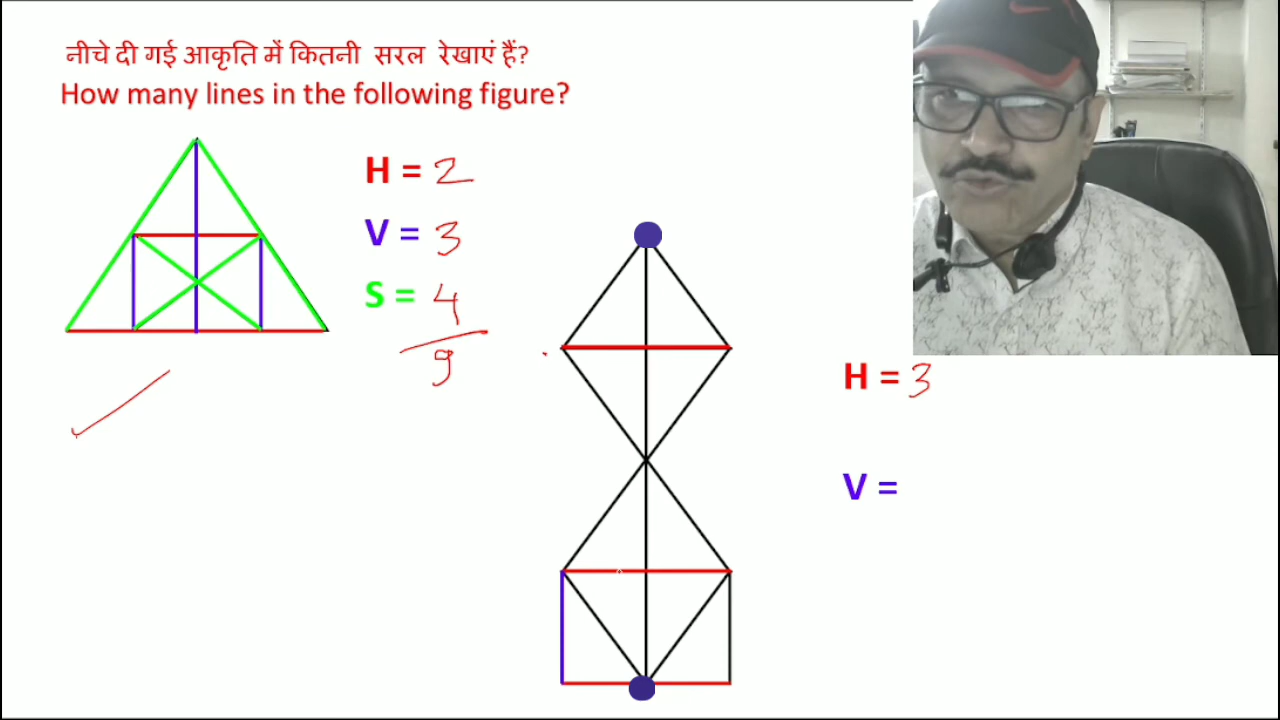 नीचे दी गई आकृति में कितनी सरल रेखाएं हैं?
How many lines in the following figure?
H = 2
V = 3
S = 4
9
H = 3
V =